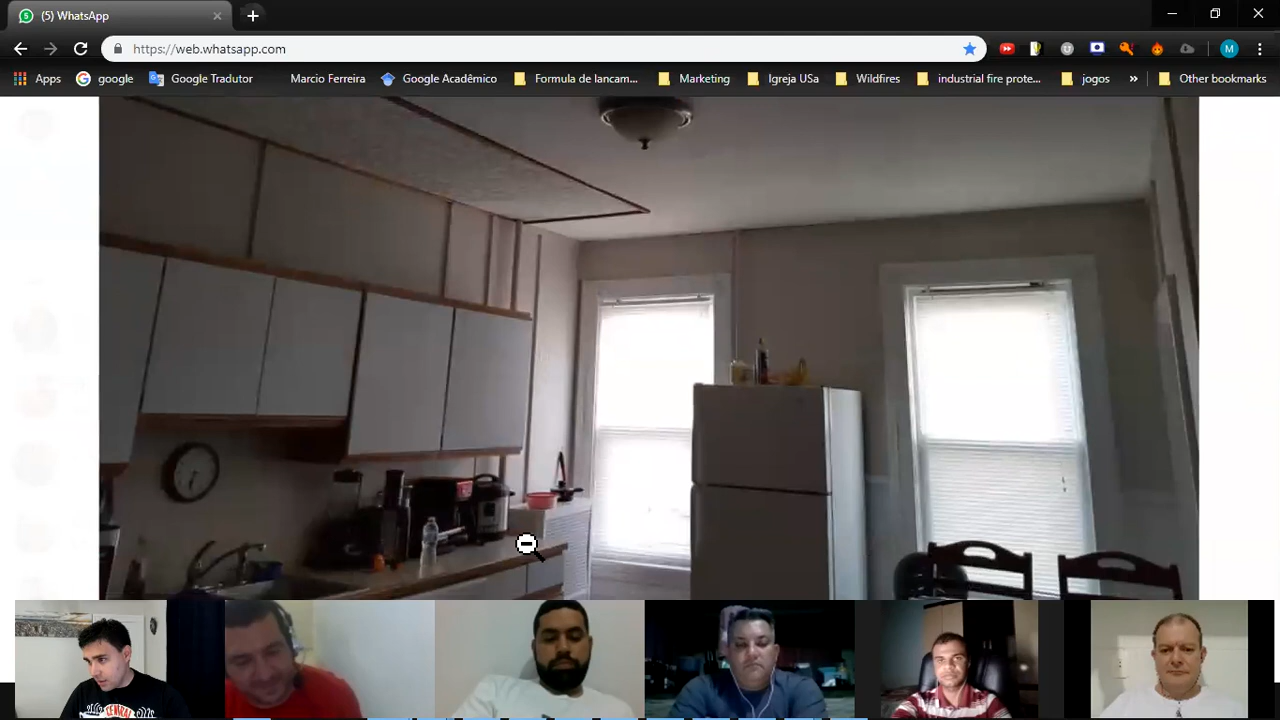 (5) WhatsApp
https://web.whatsapp.com
M
Apps
google
Google Tradutor
Marcio Ferreira
Google Acadêmico
Formula de lancam...
Marketing
Igreja USa
Wildfires
industrial fire prote...
jogos
»
Other bookmarks
CENTRAL